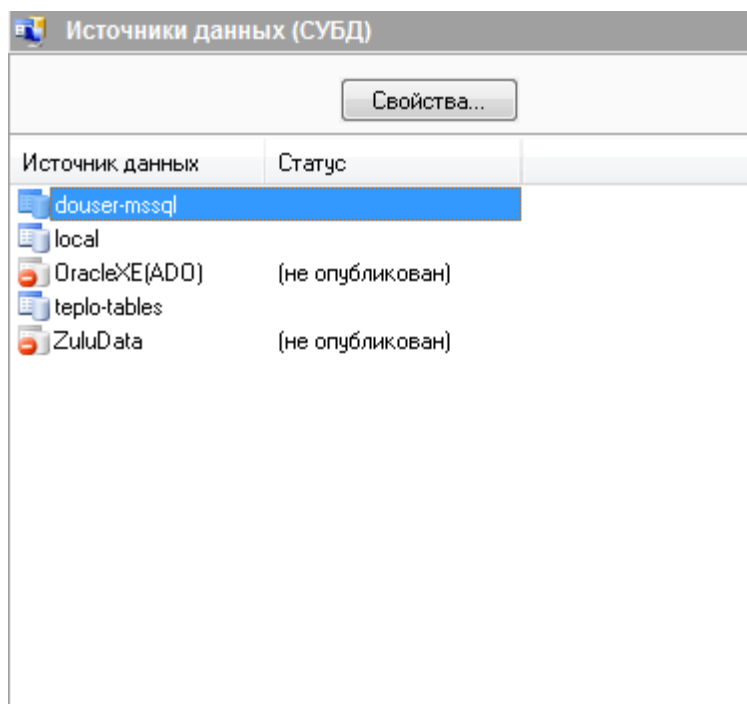 Источники данных (СУБД)
Свойства...
Источник данных Статус
douser-mssql
local
OracleXE(ADO) (не опубликован)
teplo-tables
ZuluData (не опубликован)